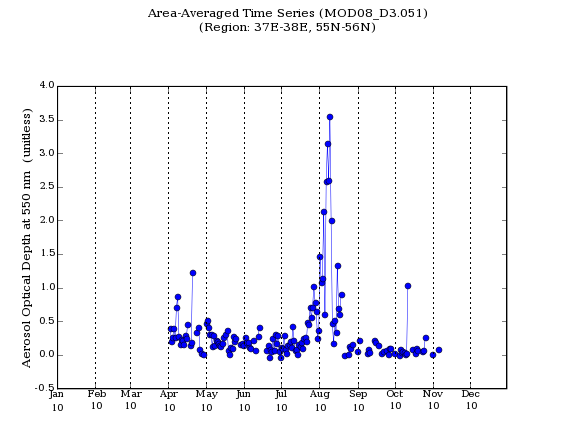 Area-Averaged Time Series (MOD08_D3.051)
(Region: 37E-38E, 55N-56N)
Aerosol Optical Depth at 550 nm (unitless)
4.0
3.5
3.0
2.5
2.0
1.5
1.0
0.5
0.0
-0.5
Jan Feb Mar Apr May Jun Jul Aug Sep Oct Nov Dec
10 10 10 10 10 10 10 10 10 10 10 10